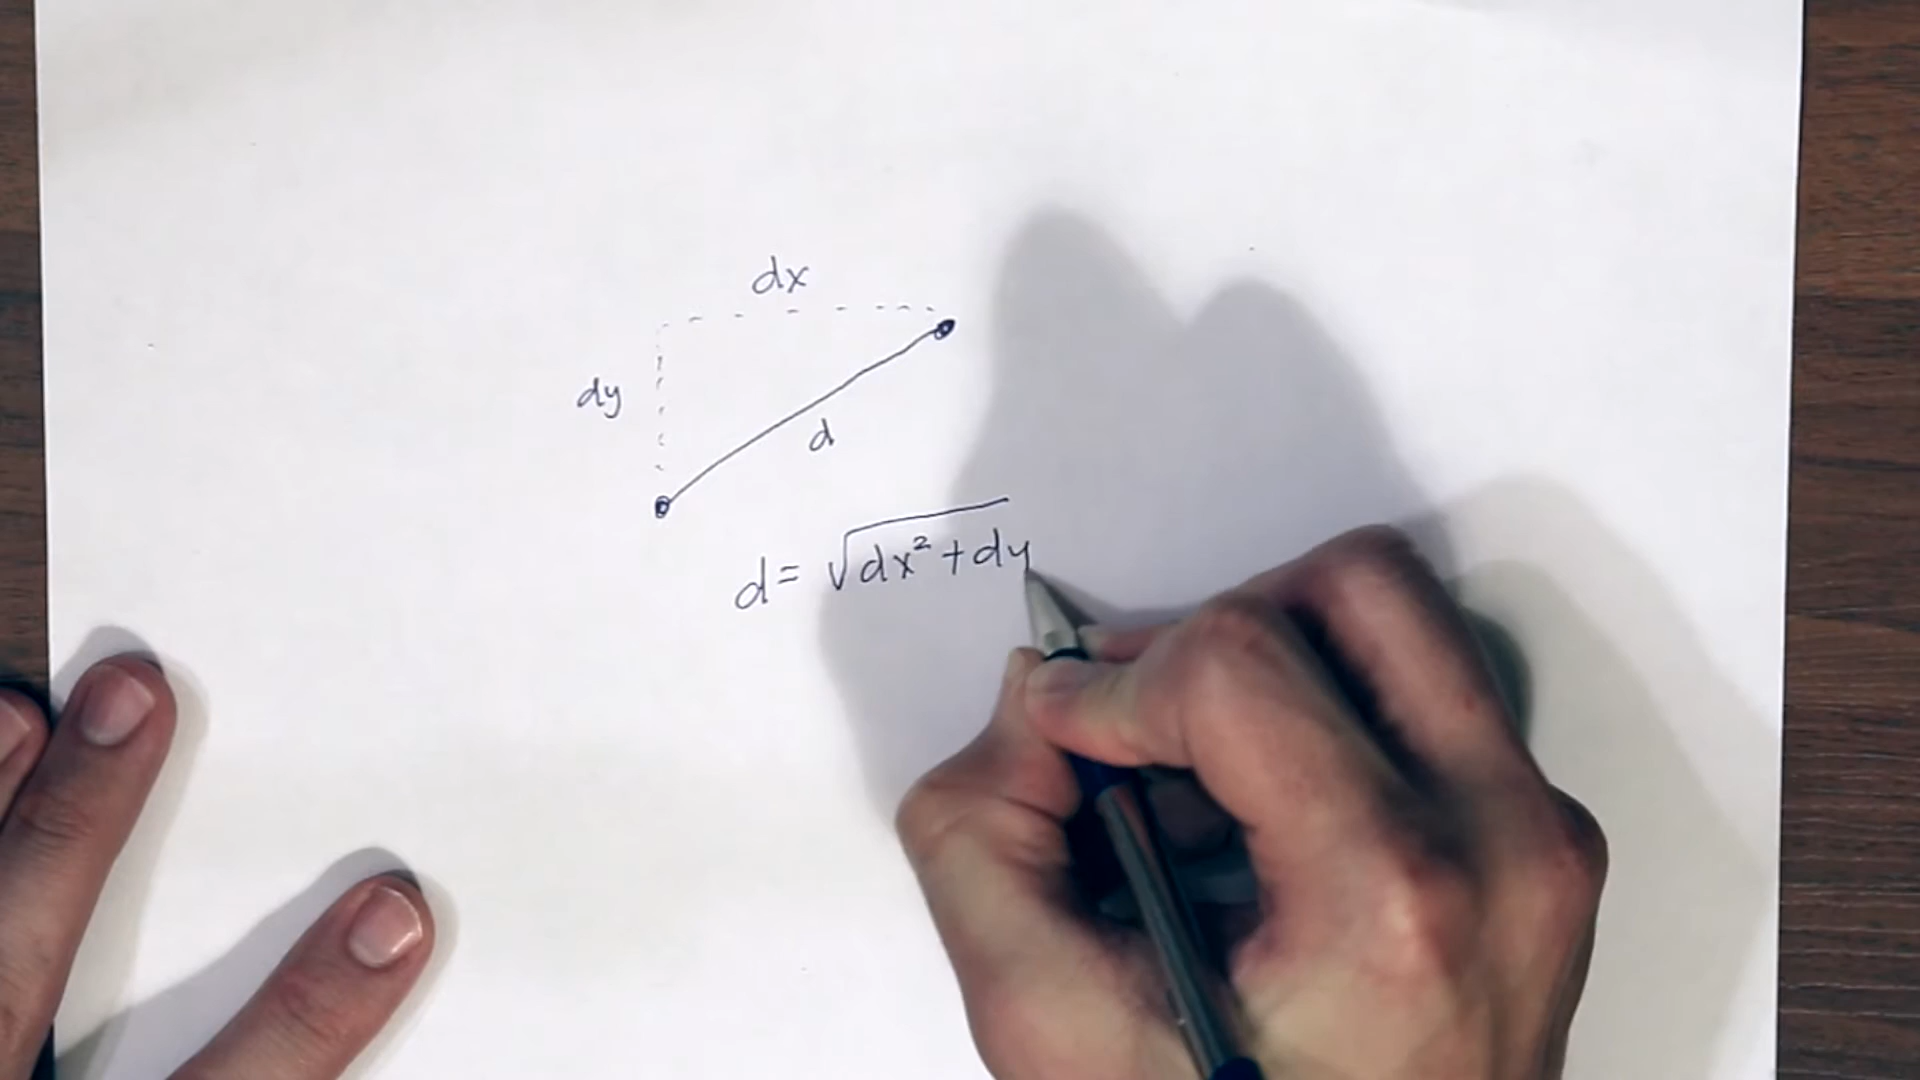 dx
dy
d
d = √dx² + dy